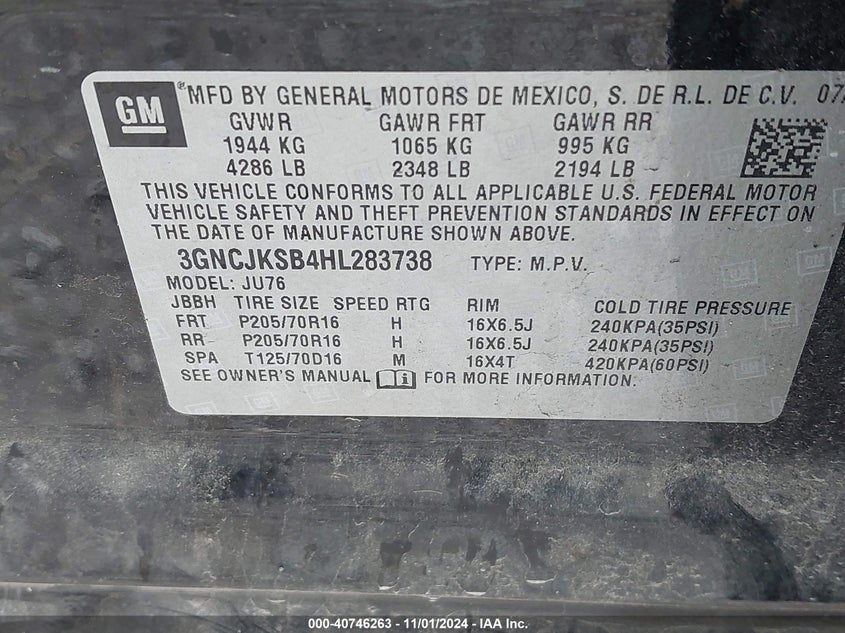 GM ® MFD BY GENERAL MOTORS DE MEXICO, S. DE R.L. DE C.V. 07/
GVWR GAWR FRT GAWR RR
1944 KG 1065 KG 995 KG
4286 LB 2348 LB 2194 LB
THIS VEHICLE CONFORMS TO ALL APPLICABLE U.S. FEDERAL MOTOR
VEHICLE SAFETY AND THEFT PREVENTION STANDARDS IN EFFECT ON
THE DATE OF MANUFACTURE SHOWN ABOVE.
3GNCJKSB4HL283738 TYPE: M.P.V.
MODEL: JU76
JBBH TIRE SIZE SPEED RTG RIM COLD TIRE PRESSURE
FRT P205/70R16 H 16X6.5J 240KPA(35PSI)
RR P205/70R16 H 16X6.5J 240KPA(35PSI)
SPA T125/70D16 M 16X4T 420KPA(60PSI)
SEE OWNER'S MANUAL FOR MORE INFORMATION.
000-40746263 - 11/01/2024 - IAA Inc.